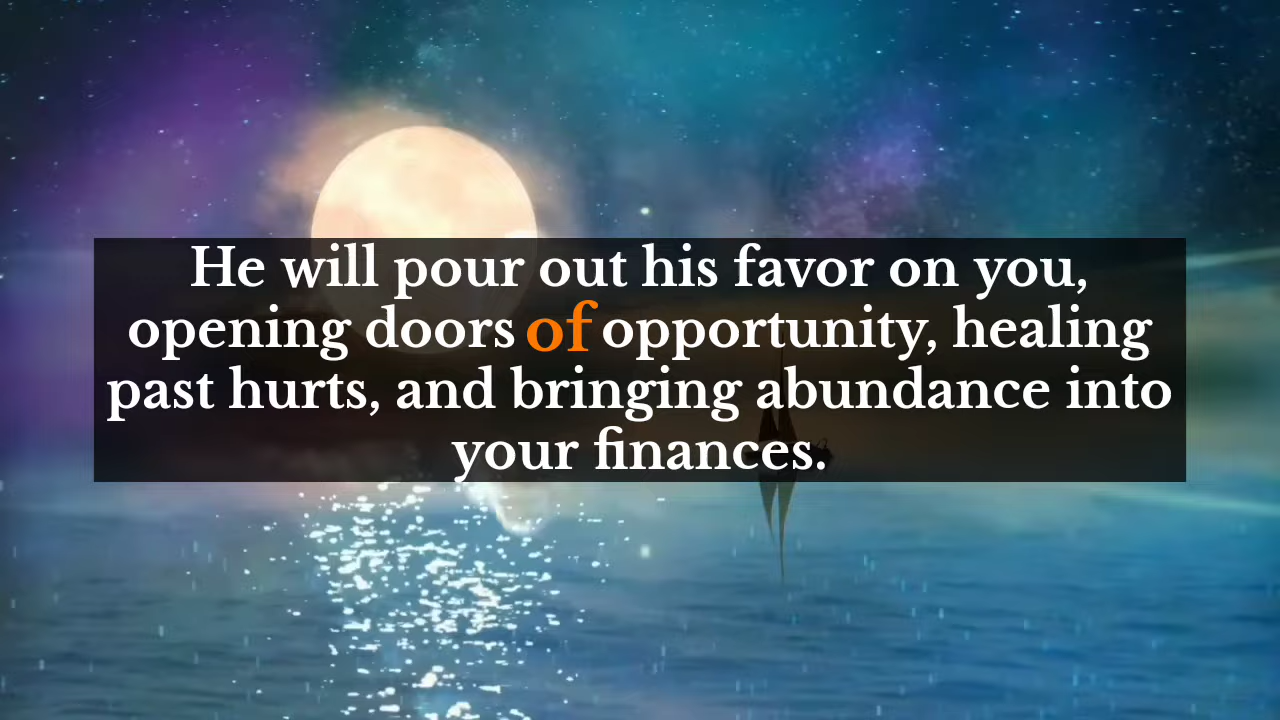 He will pour out his favor on you,
opening doors of opportunity, healing
past hurts, and bringing abundance into
your finances.